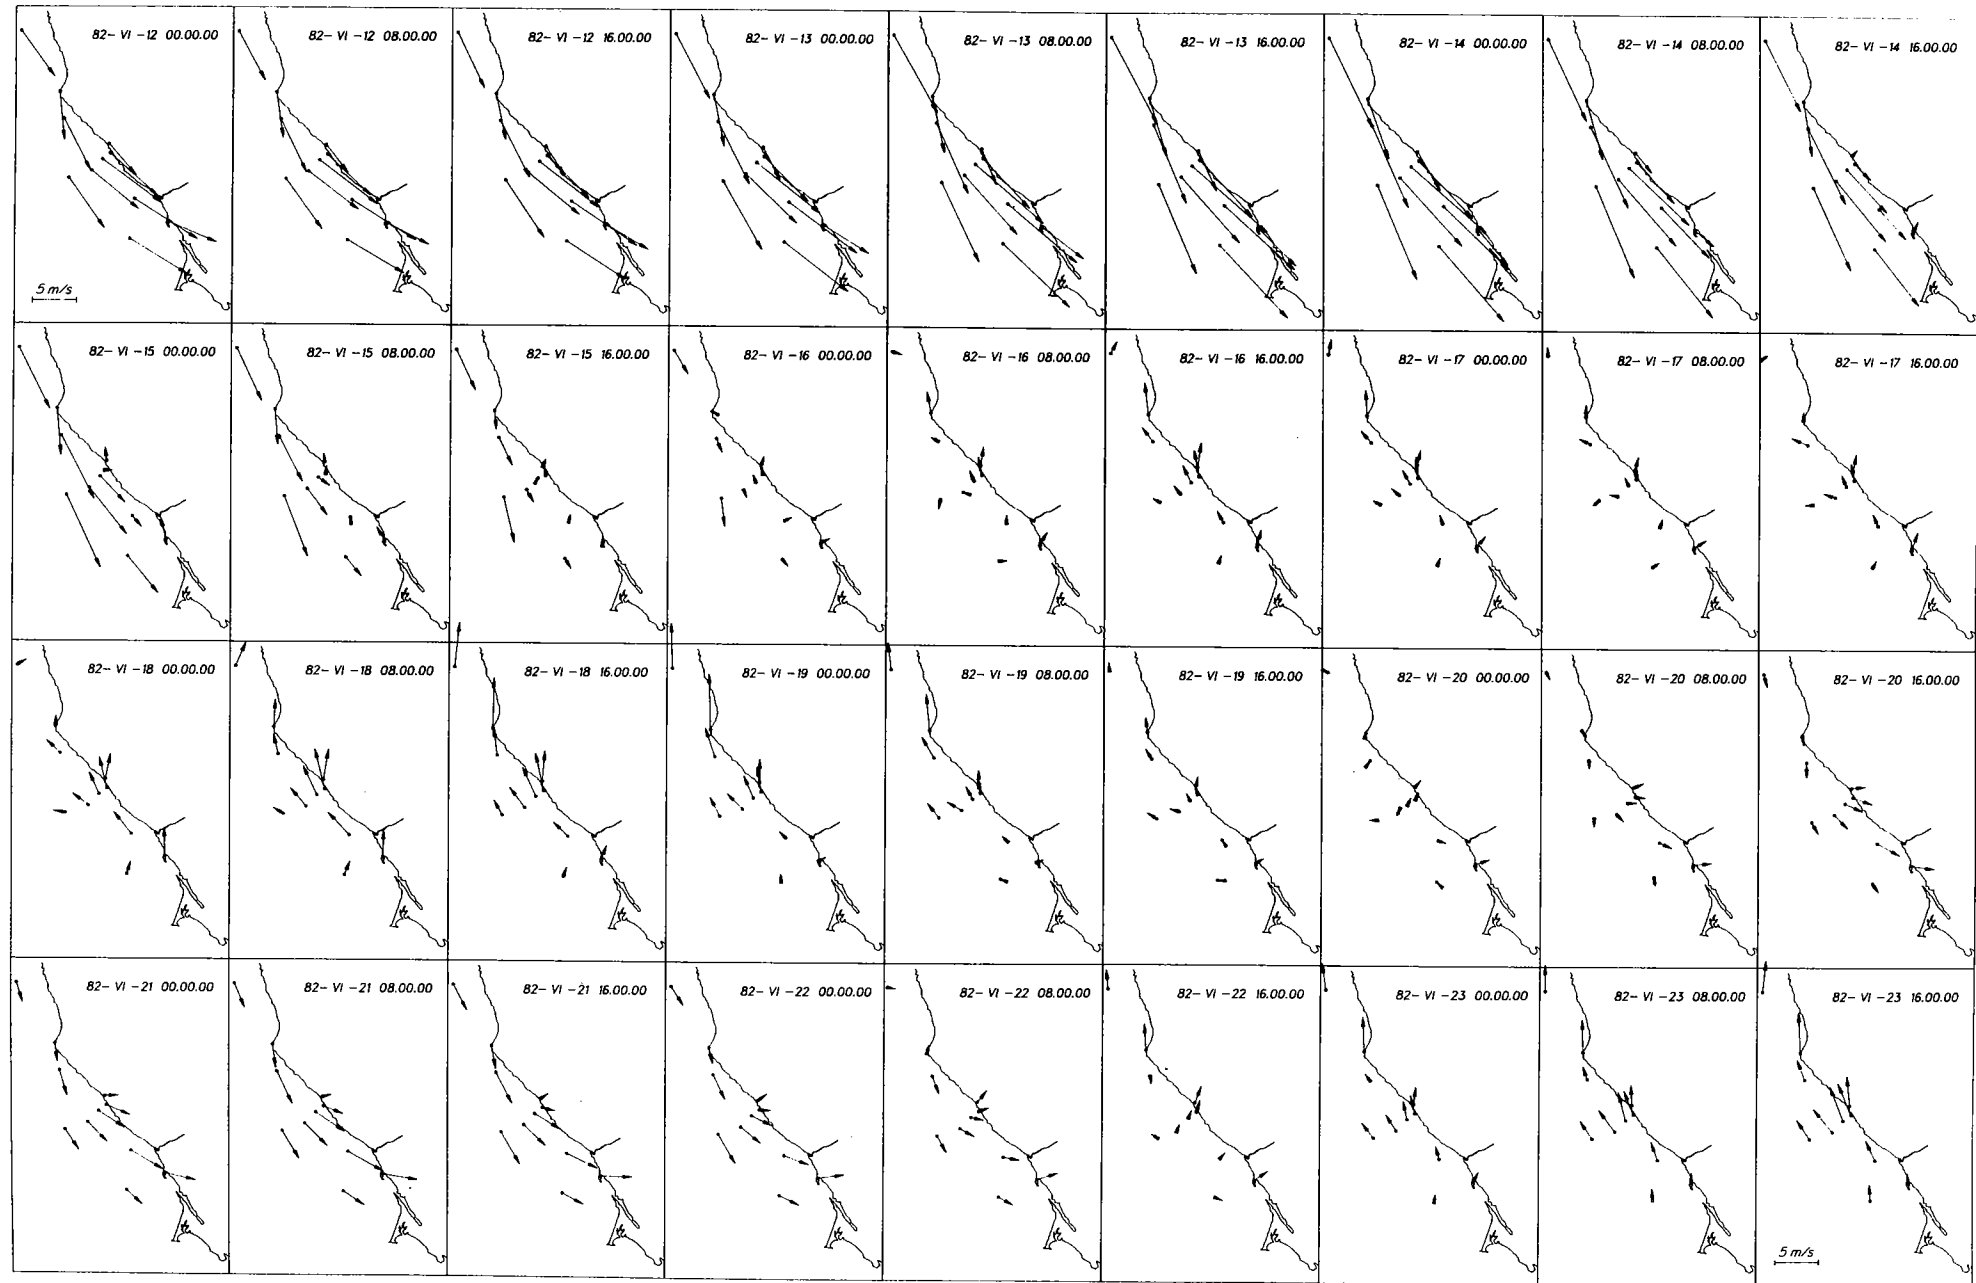 82- VI -12 00.00.00
82- VI -12 08.00.00
82- VI -12 16.00.00
82- VI -13 00.00.00
82- VI -13 08.00.00
82- VI -13 16.00.00
82- VI -14 00.00.00
82- VI -14 08.00.00
82- VI -14 16.00.00
5 m/s
82- VI -15 00.00.00
82- VI -15 08.00.00
82- VI -15 16.00.00
82- VI -16 00.00.00
82- VI -16 08.00.00
82- VI -16 16.00.00
82- VI -17 00.00.00
82- VI -17 08.00.00
82- VI -17 16.00.00
82- VI -18 00.00.00
82- VI -18 08.00.00
82- VI -18 16.00.00
82- VI -19 00.00.00
82- VI -19 08.00.00
82- VI -19 16.00.00
82- VI -20 00.00.00
82- VI -20 08.00.00
82- VI -20 16.00.00
82- VI -21 00.00.00
82- VI -21 08.00.00
82- VI -21 16.00.00
82- VI -22 00.00.00
82- VI -22 08.00.00
82- VI -22 16.00.00
82- VI -23 00.00.00
82- VI -23 08.00.00
82- VI -23 16.00.00
5 m/s